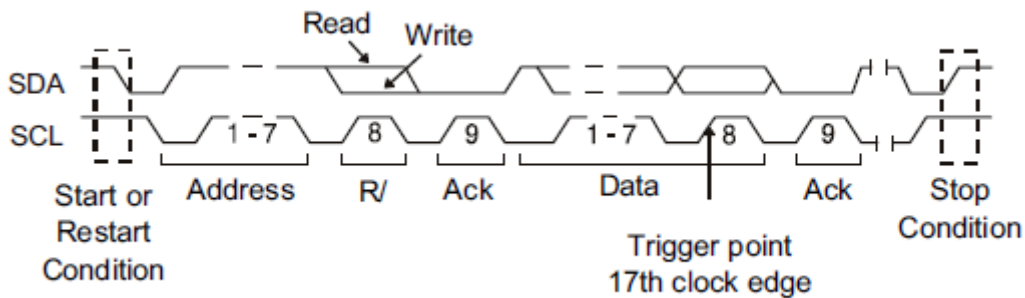 Read
Write
SDA
SCL
1 - 7
8
9
1 - 7
8
9
Address
R/
Ack
Data
Ack
Start or
Restart
Condition
Stop
Condition
Trigger point
17th clock edge